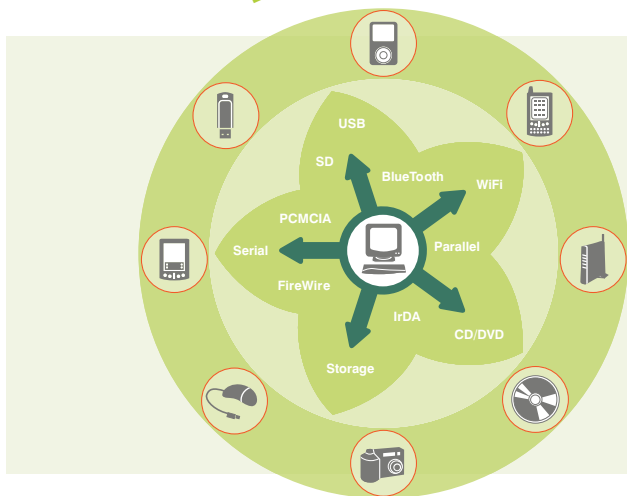 USB
SD
BlueTooth
WiFi
PCMCIA
Serial
Parallel
FireWire
IrDA
CD/DVD
Storage